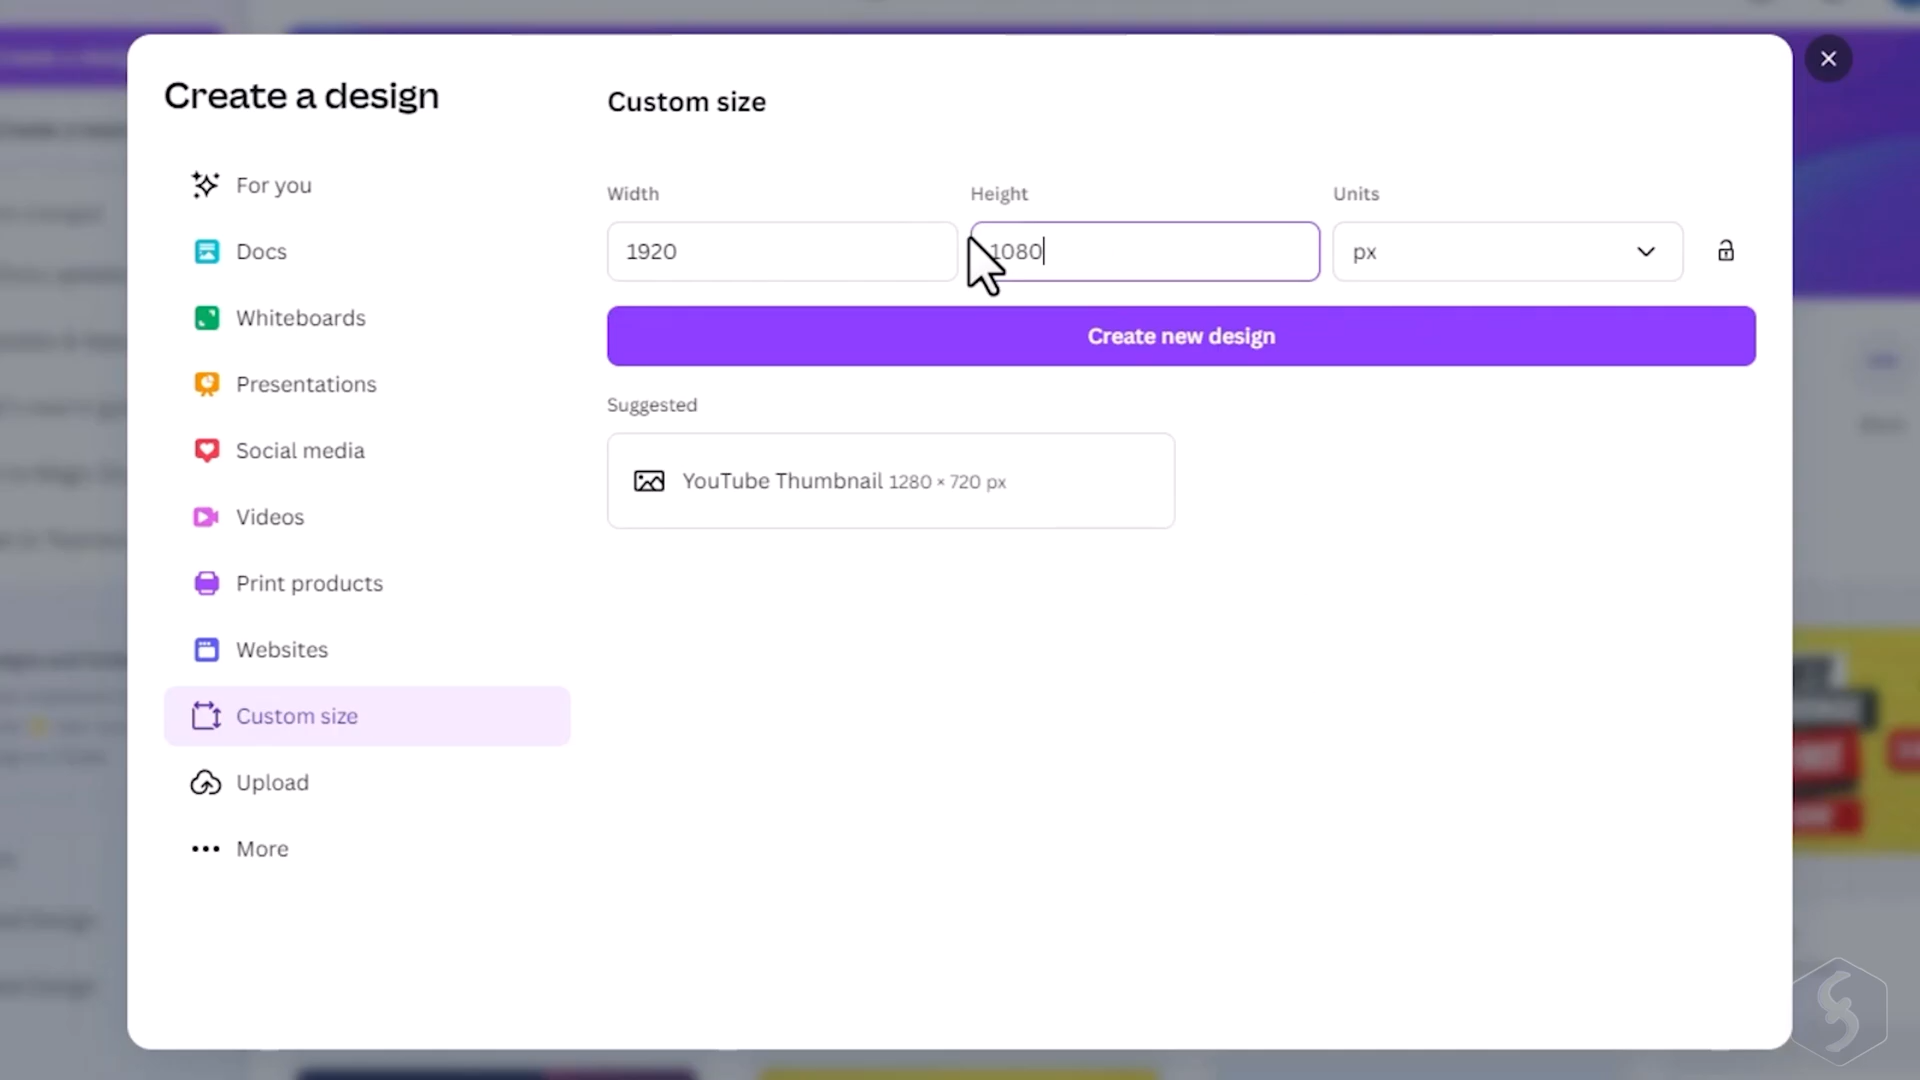 Create a design
For you
Docs
Whiteboards
Presentations
Social media
Videos
Print products
Websites
Custom size
Upload
More
Custom size
Width
Height
Units
1920
1080
px
Create new design
Suggested
YouTube Thumbnail 1280 × 720 px